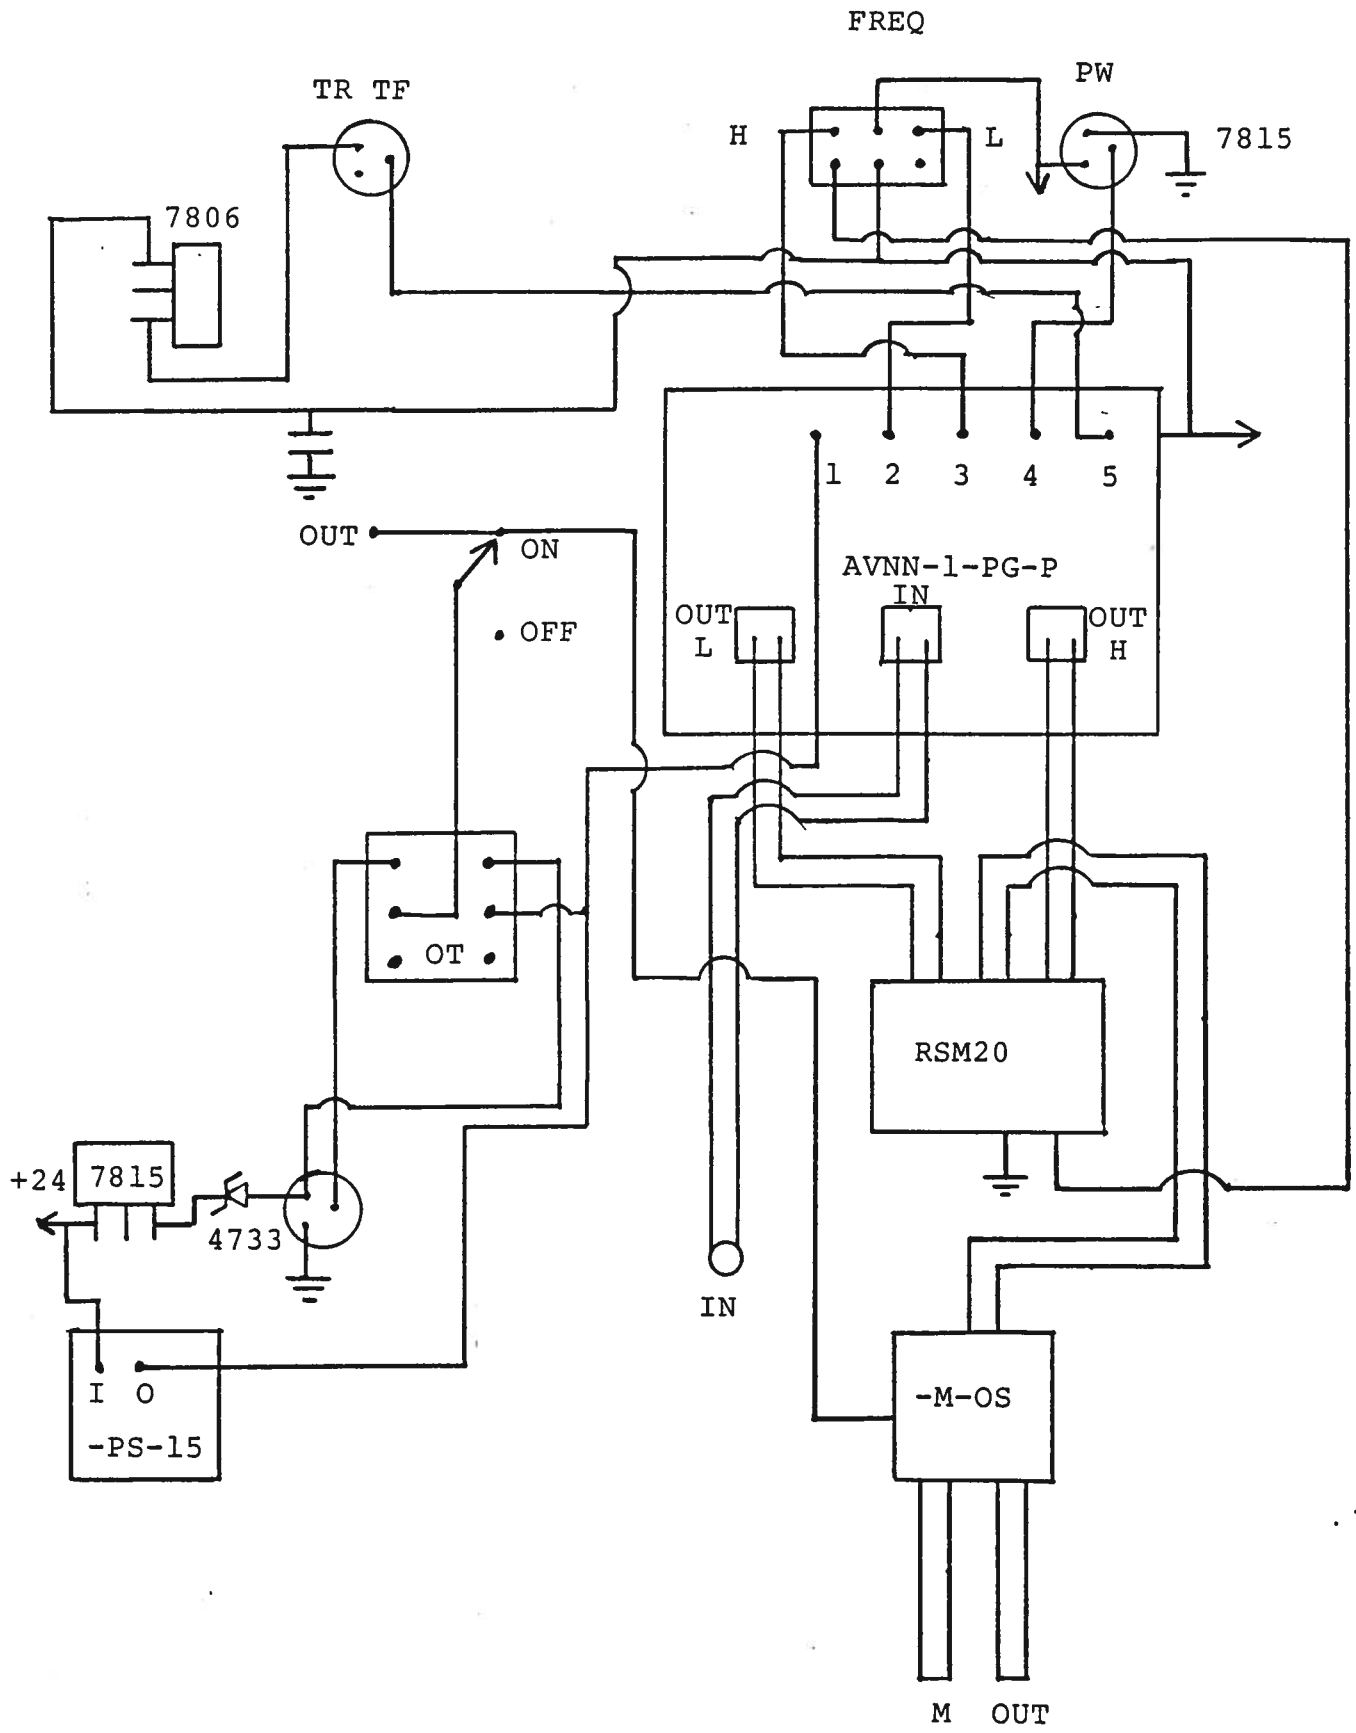 FREQ
PW
TR TF
H
L
7815
7806
1 2 3 4 5
OUT
ON
AVNN-1-PG-P
IN
OUT
L
OUT
H
OFF
OT
RSM20
+24
7815
4733
IN
I O
-PS-15
-M-OS
M OUT